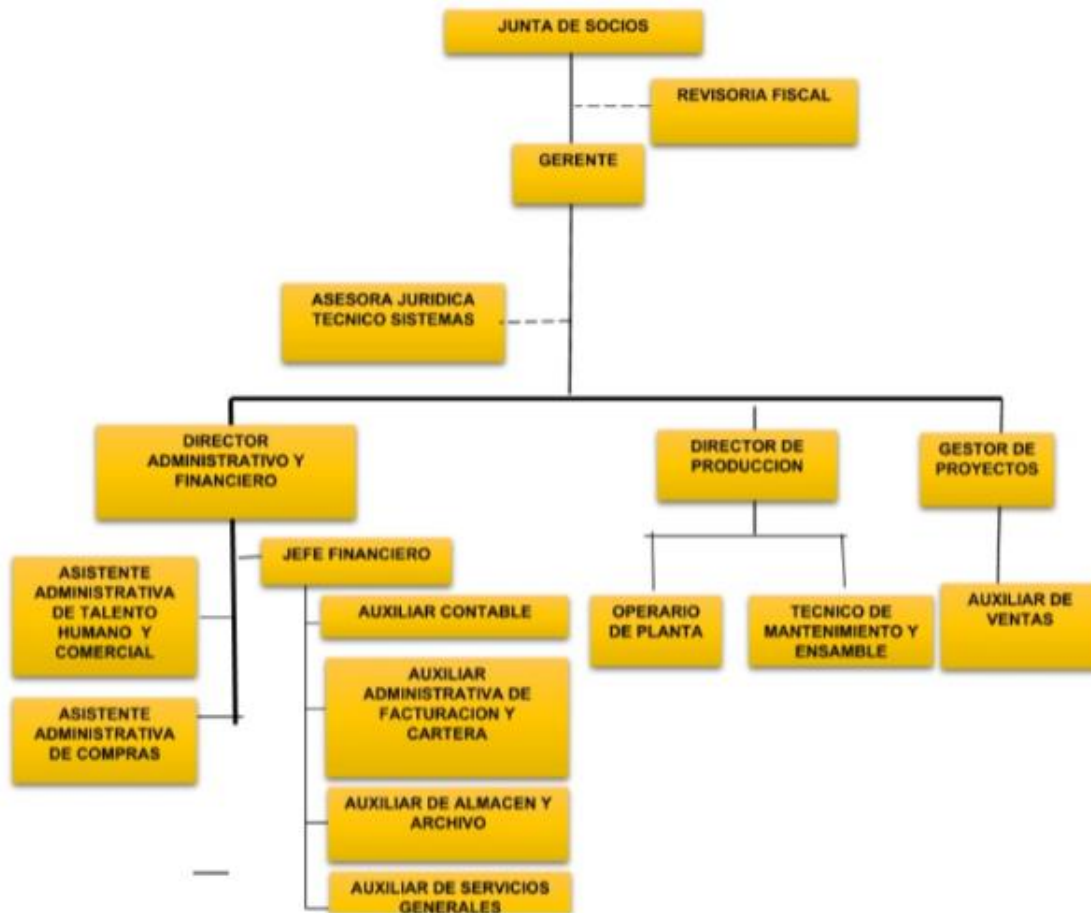 JUNTA DE SOCIOS
REVISORIA FISCAL
GERENTE
ASESORA JURIDICA
TECNICO SISTEMAS
DIRECTOR
ADMINISTRATIVO Y
FINANCIERO
DIRECTOR DE
PRODUCCION
GESTOR DE
PROYECTOS
JEFE FINANCIERO
ASISTENTE
ADMINISTRATIVA
DE TALENTO
HUMANO Y
COMERCIAL
ASISTENTE
ADMINISTRATIVA
DE COMPRAS
AUXILIAR CONTABLE
AUXILIAR
ADMINISTRATIVA DE
FACTURACION Y
CARTERA
AUXILIAR DE ALMACEN Y
ARCHIVO
AUXILIAR DE SERVICIOS
GENERALES
OPERARIO
DE PLANTA
TECNICO DE
MANTENIMIENTO Y
ENSAMBLE
AUXILIAR DE
VENTAS